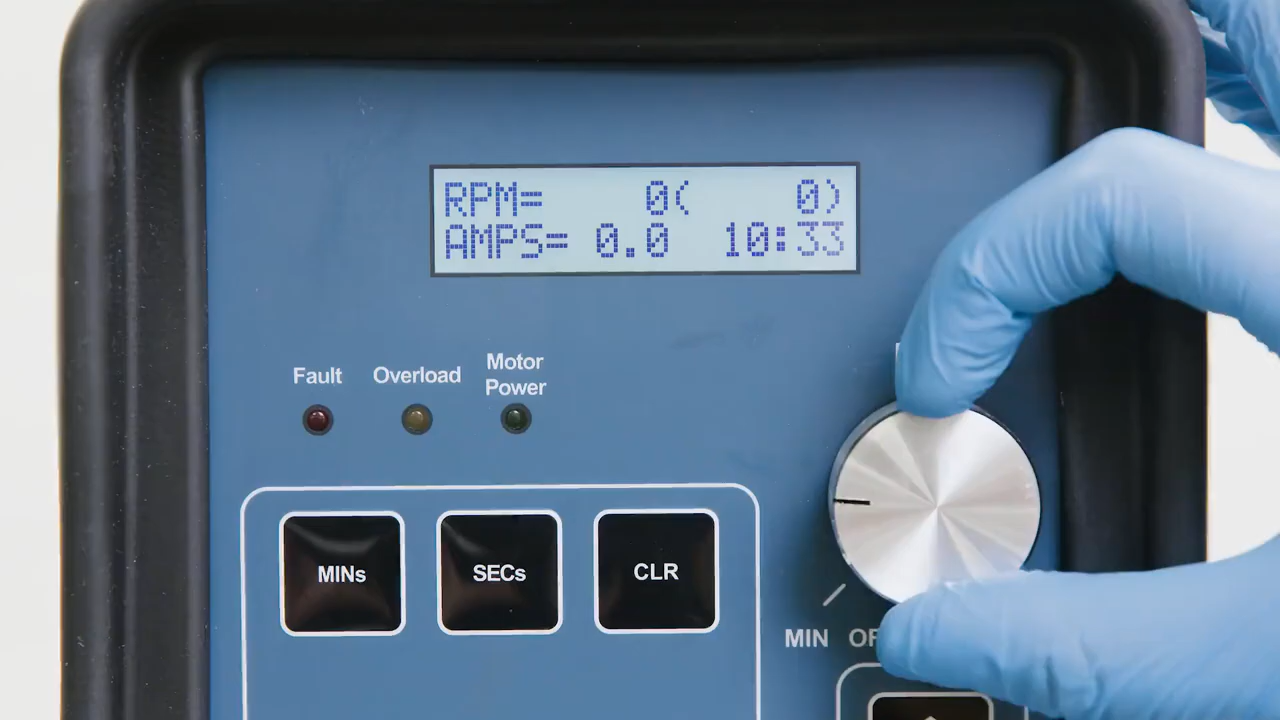 RPM= 0( 0)
AMPS= 0.0 10:33
Fault Overload Motor Power
MINs SECs CLR
MIN